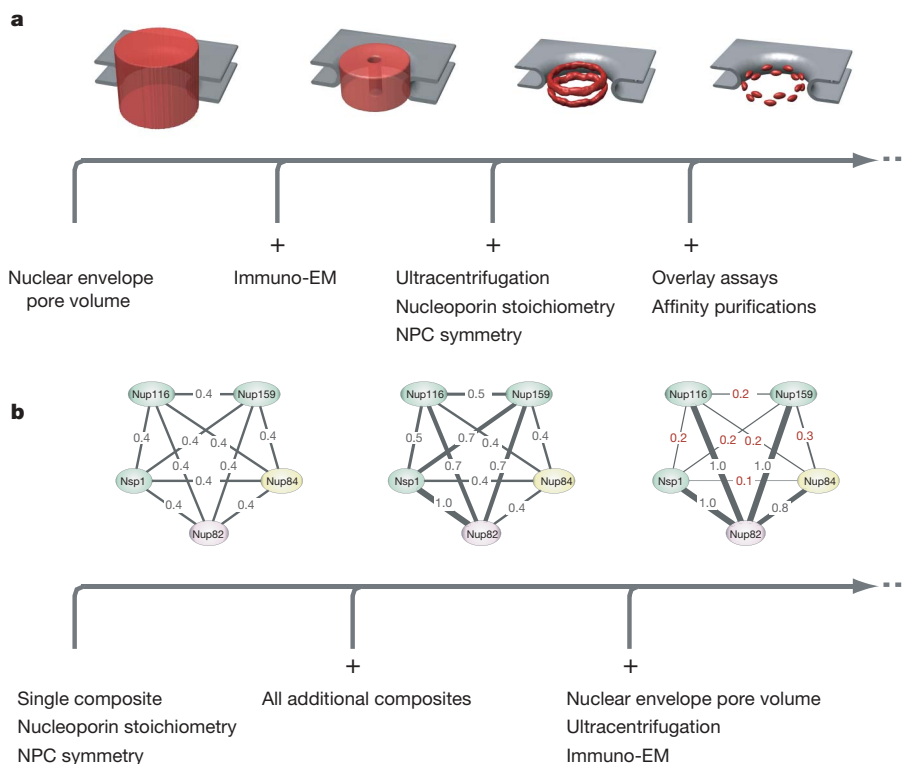 a
Nuclear envelope
pore volume
+
Immuno-EM
+
Ultracentrifugation
Nucleoporin stoichiometry
NPC symmetry
+
Overlay assays
Affinity purifications
b
Nup116
0.4
Nup159
0.4
0.4
0.4
0.4
0.4
0.4
Nsp1
0.4
Nup84
0.4
0.4
Nup82
Nup116
0.5
Nup159
0.5
0.7
0.4
0.4
0.7
0.7
Nsp1
0.4
Nup84
1.0
0.4
Nup82
Nup116
0.2
Nup159
0.2
0.2
0.2
0.3
1.0
1.0
Nsp1
0.1
Nup84
1.0
0.8
Nup82
Single composite
Nucleoporin stoichiometry
NPC symmetry
+
All additional composites
+
Nuclear envelope pore volume
Ultracentrifugation
Immuno-EM